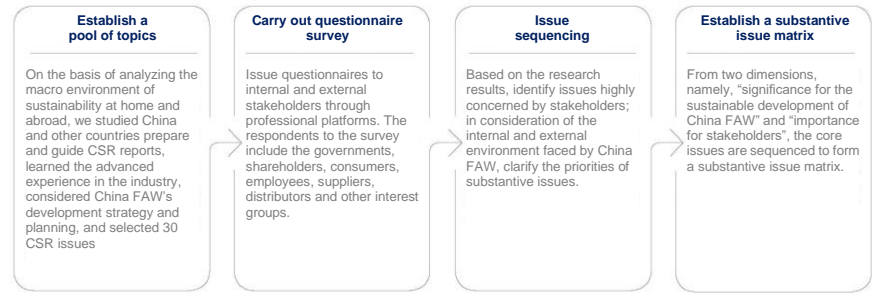 Establish a
pool of topics
On the basis of analyzing the
macro environment of
sustainability at home and
abroad, we studied China
and other countries prepare
and guide CSR reports,
learned the advanced
experience in the industry,
considered China FAW's
development strategy and
planning, and selected 30
CSR issues
Carry out questionnaire
survey
Issue questionnaires to
internal and external
stakeholders through
professional platforms. The
respondents to the survey
include the governments,
shareholders, consumers,
employees, suppliers,
distributors and other interest
groups.
Issue
sequencing
Based on the research
results, identify issues highly
concerned by stakeholders;
in consideration of the
internal and external
environment faced by China
FAW, clarify the priorities of
substantive issues.
Establish a substantive
issue matrix
From two dimensions,
namely, “significance for the
sustainable development of
China FAW” and “importance
for stakeholders”, the core
issues are sequenced to form
a substantive issue matrix.